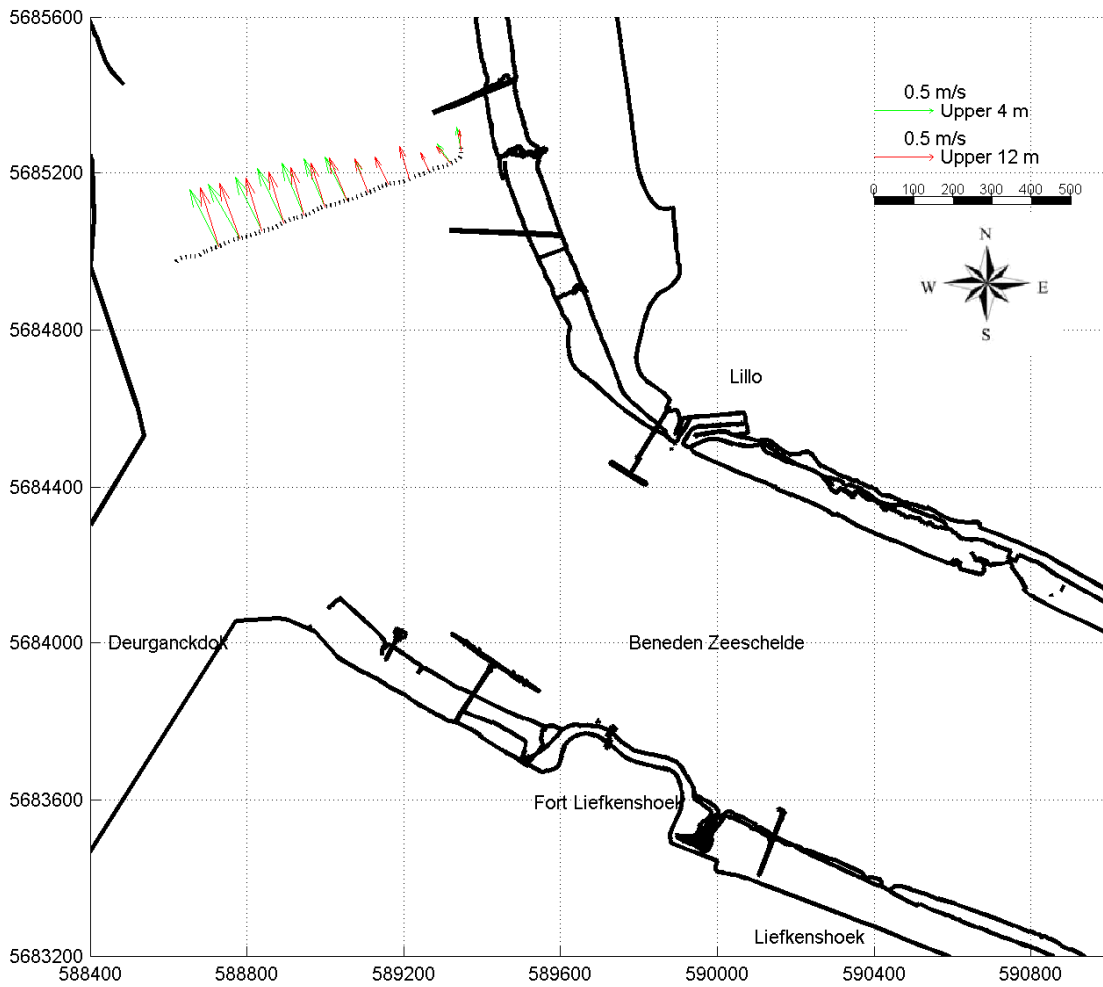 5685600
5685200
5684800
5684400
5684000
5683600
5683200
588400 588800 589200 589600 590000 590400 590800
0.5 m/s
Upper 4 m
0.5 m/s
Upper 12 m
0 100 200 300 400 500
N
W E
S
Lillo
Deurganckdok
Beneden Zeeschelde
Fort Liefkenshoek
Liefkenshoek